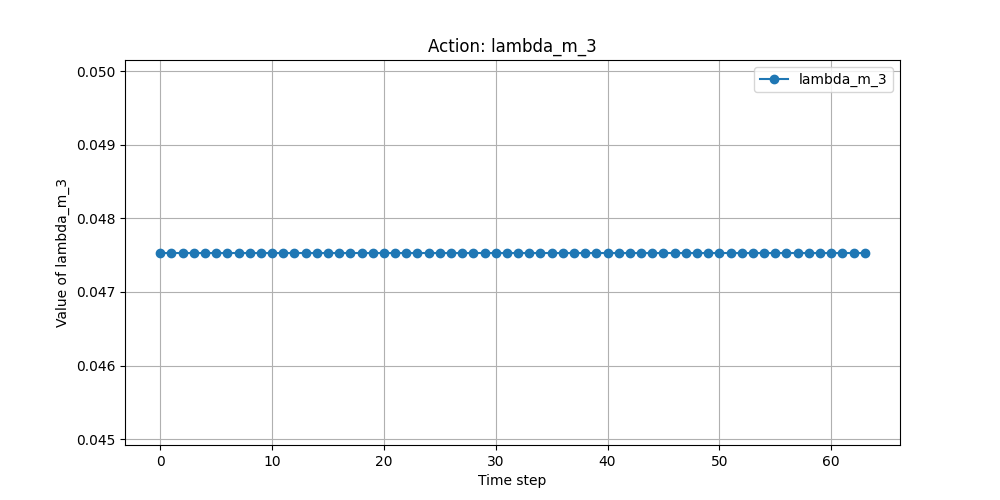 Action: lambda_m_3
lambda_m_3
Value of lambda_m_3
0.050
0.049
0.048
0.047
0.046
0.045
0 10 20 30 40 50 60
Time step